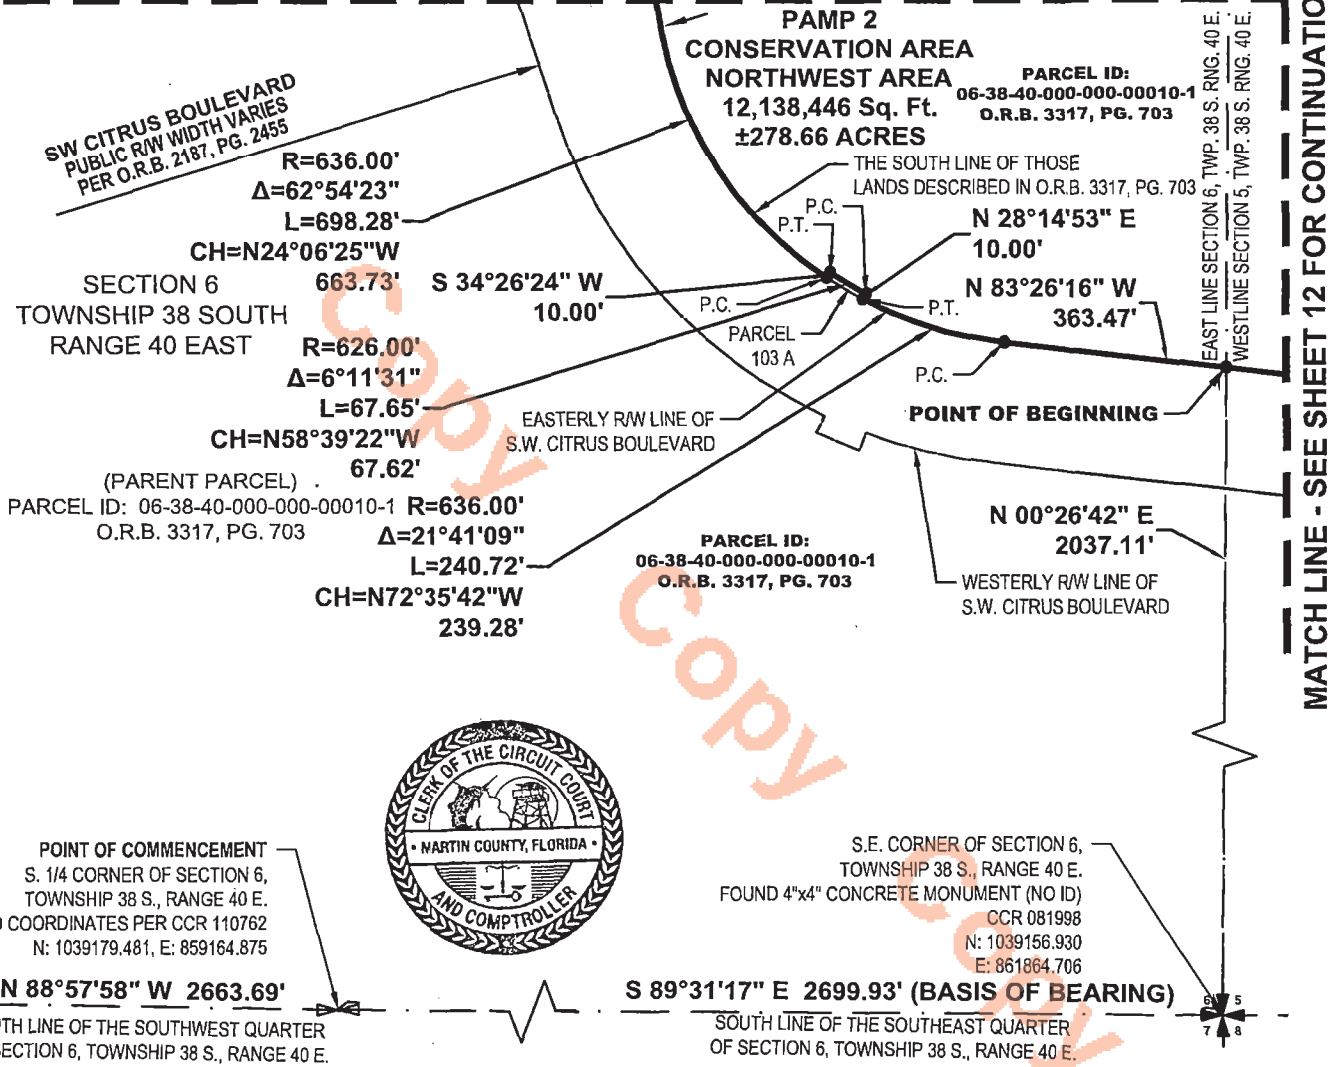 PAMP 2
CONSERVATION AREA
NORTHWEST AREA
12,138,446 Sq. Ft.
±278.66 ACRES
PARCEL ID:
06-38-40-000-000-00010-1
O.R.B. 3317, PG. 703
EAST LINE SECTION 6, TWP. 38 S. RNG. 40 E.
WESTLINE SECTION 5, TWP. 38 S. RNG. 40 E.
MATCH LINE - SEE SHEET 12 FOR CONTINUATIO
SW CITRUS BOULEVARD
PUBLIC R/W WIDTH VARIES
PER O.R.B. 2187, PG. 2455
THE SOUTH LINE OF THOSE
LANDS DESCRIBED IN O.R.B. 3317, PG. 703
R=636.00'
Δ=62°54'23"
L=698.28'
CH=N24°06'25"W
663.73'
P.C.
P.T.
N 28°14'53" E
10.00'
SECTION 6
TOWNSHIP 38 SOUTH
RANGE 40 EAST
S 34°26'24" W
10.00'
P.C.
P.T.
N 83°26'16" W
363.47'
PARCEL
103 A
R=626.00'
Δ=6°11'31"
L=67.65'
CH=N58°39'22"W
67.62'
P.C.
POINT OF BEGINNING
EASTERLY R/W LINE OF
S.W. CITRUS BOULEVARD
(PARENT PARCEL)
PARCEL ID: 06-38-40-000-000-00010-1
O.R.B. 3317, PG. 703
R=636.00'
Δ=21°41'09"
L=240.72'
CH=N72°35'42"W
239.28'
PARCEL ID:
06-38-40-000-000-00010-1
O.R.B. 3317, PG. 703
N 00°26'42" E
2037.11'
WESTERLY R/W LINE OF
S.W. CITRUS BOULEVARD
Copy
Copy
Copy
CLERK OF THE CIRCUIT COURT
• MARTIN COUNTY, FLORIDA •
AND COMPTROLLER
POINT OF COMMENCEMENT
S. 1/4 CORNER OF SECTION 6,
TOWNSHIP 38 S., RANGE 40 E.
COORDINATES PER CCR 110762
N: 1039179.481, E: 859164.875
S.E. CORNER OF SECTION 6,
TOWNSHIP 38 S., RANGE 40 E.
FOUND 4"x4" CONCRETE MONUMENT (NO ID)
CCR 081998
N: 1039156.930
E: 861864.706
N 88°57'58" W 2663.69'
S 89°31'17" E 2699.93' (BASIS OF BEARING)
6 5
7 8
TH LINE OF THE SOUTHWEST QUARTER
SECTION 6, TOWNSHIP 38 S., RANGE 40 E.
SOUTH LINE OF THE SOUTHEAST QUARTER
OF SECTION 6, TOWNSHIP 38 S., RANGE 40 E.